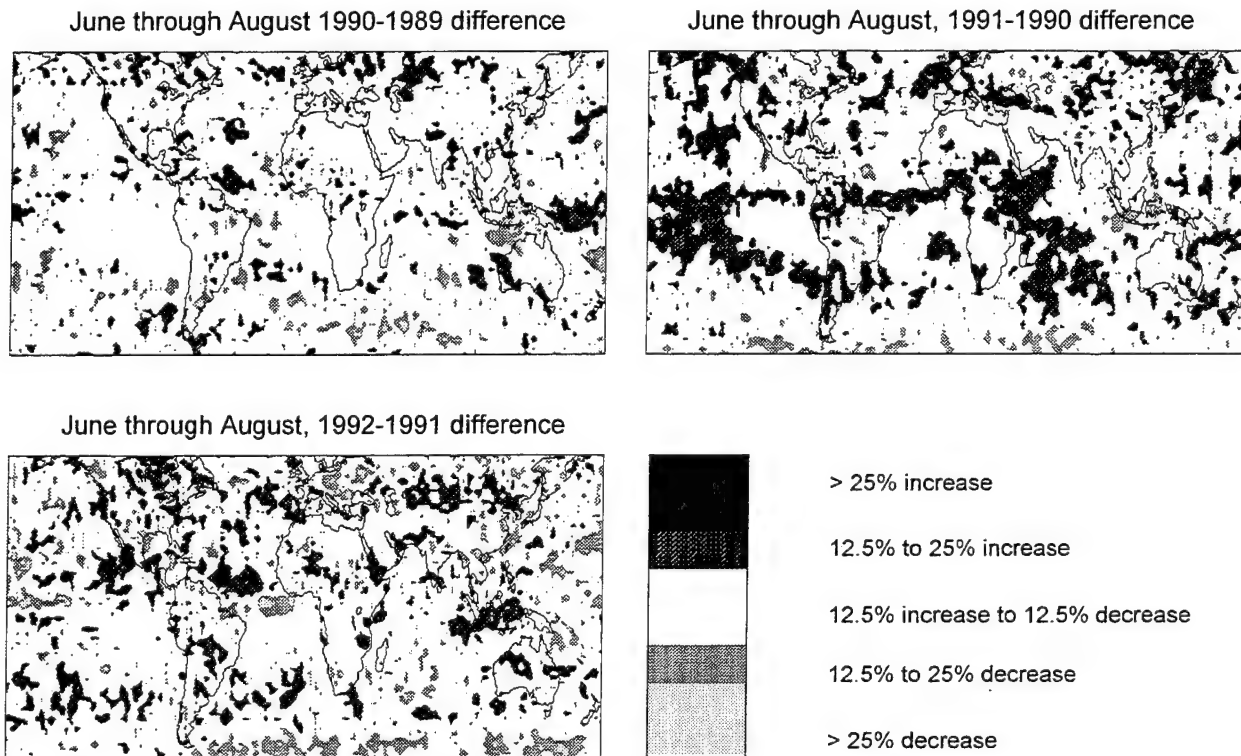 June through August 1990-1989 difference
June through August, 1991-1990 difference
June through August, 1992-1991 difference
> 25% increase
12.5% to 25% increase
12.5% increase to 12.5% decrease
12.5% to 25% decrease
> 25% decrease